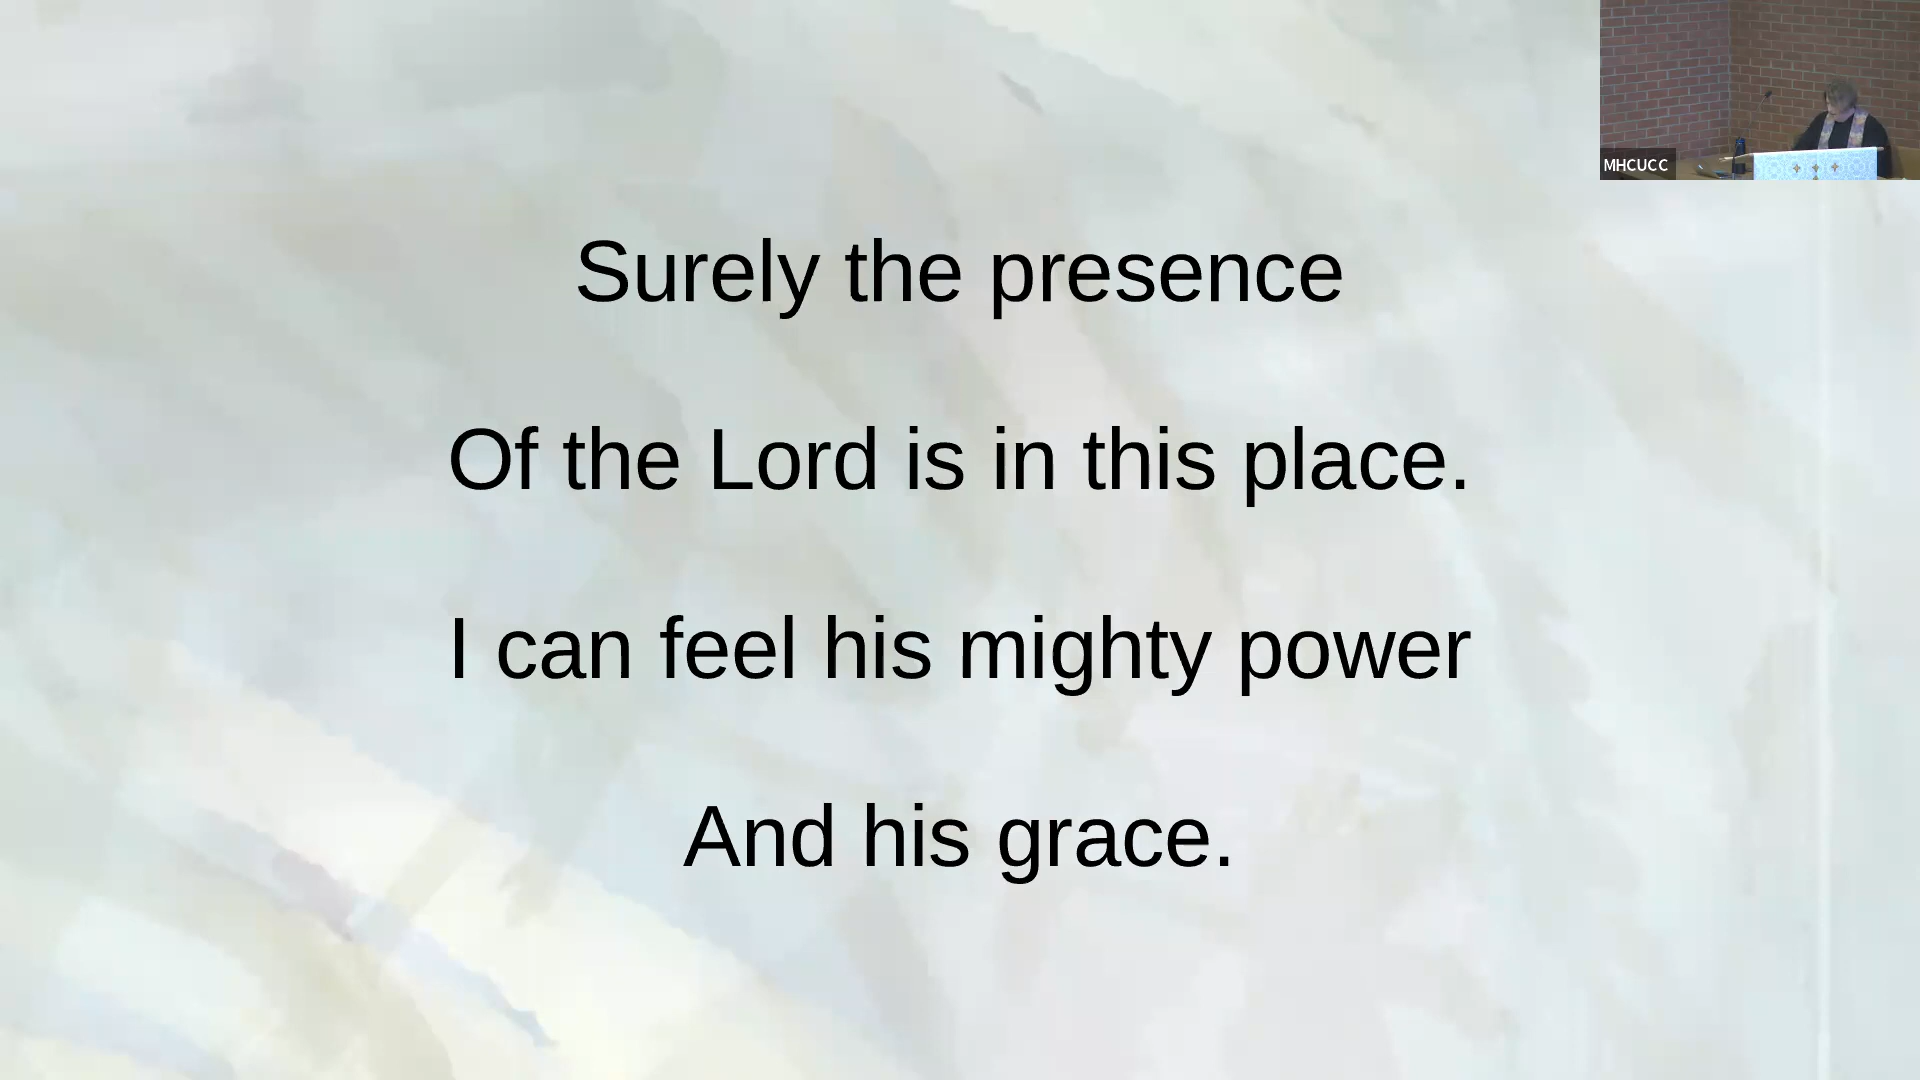 MHCUCC
Surely the presence
Of the Lord is in this place.
I can feel his mighty power
And his grace.